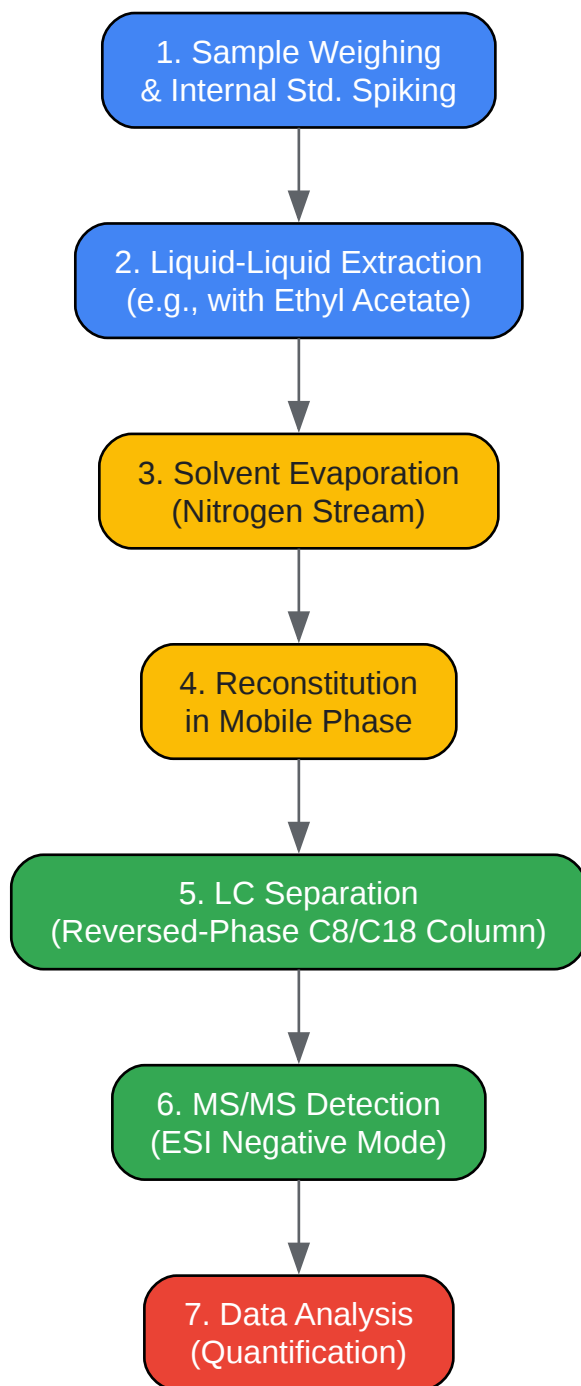 1. Sample Weighing
& Internal Std. Spiking
2. Liquid-Liquid Extraction
(e.g., with Ethyl Acetate)
3. Solvent Evaporation
(Nitrogen Stream)
4. Reconstitution
in Mobile Phase
5. LC Separation
(Reversed-Phase C8/C18 Column)
6. MS/MS Detection
(ESI Negative Mode)
7. Data Analysis
(Quantification)